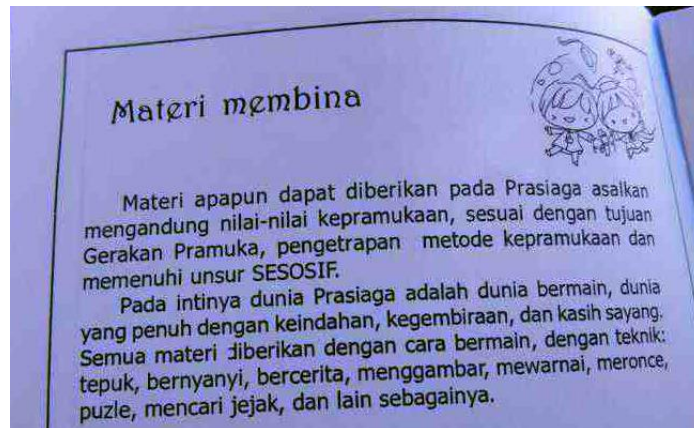 Materi membina
Materi apapun dapat diberikan pada Prasiaga asalkan
mengandung nilai-nilai kepramukaan, sesuai dengan tujuan
Gerakan Pramuka, pengetrapan metode kepramukaan dan
memenuhi unsur SESOSIF.
Pada intinya dunia Prasiaga adalah dunia bermain, dunia
yang penuh dengan keindahan, kegembiraan, dan kasih sayang.
Semua materi diberikan dengan cara bermain, dengan teknik:
tepuk, bernyanyi, bercerita, menggambar, mewarnai, meronce,
puzle, mencari jejak, dan lain sebagainya.